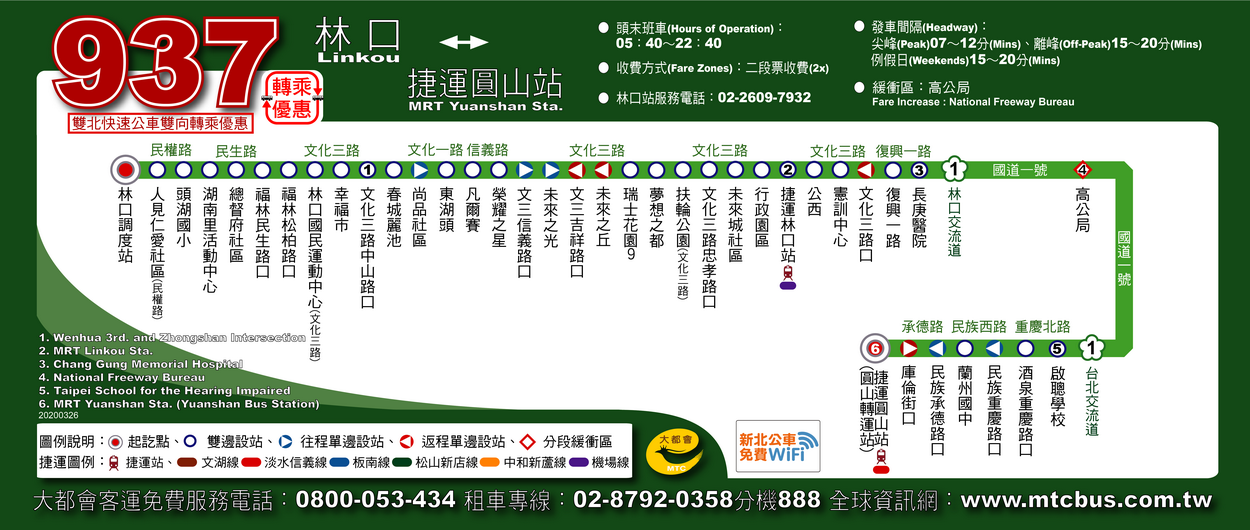 937
轉乘
優惠
雙北快速公車雙向轉乘優惠
林口
Linkou
捷運圓山站
MRT Yuanshan Sta.
頭末班車(Hours of Operation)：
05：40～22：40
收費方式(Fare Zones)：二段票收費(2x)
林口站服務電話：02-2609-7932
發車間隔(Headway)：
尖峰(Peak)07～12分(Mins)、離峰(Off-Peak)15～20分(Mins)
例假日(Weekends)15～20分(Mins)
緩衝區：高公局
Fare Increase : National Freeway Bureau
民權路
民生路
文化三路
文化一路 信義路
文化三路
文化三路
文化三路
復興一路
國道一號
1
2
3
1
4
林口調度站
人見仁愛社區(民權路)
頭湖國小
湖南里活動中心
總督府社區
福林民生路口
福林松柏路口
林口國民運動中心(文化三路)
幸福市
文化三路中山路口
春城麗池
尚品社區
東湖頭
凡爾賽
榮耀之星
文三信義路口
未來之光
文三吉祥路口
未來之丘
瑞士花園9
夢想之都
扶輪公園(文化三路)
文化三路忠孝路口
未來城社區
行政園區
捷運林口站
公西
憲訓中心
文化三路口
復興一路
長庚醫院
林口交流道
高公局
國道一號
承德路
民族西路
重慶北路
6
5
1
捷運圓山站
(圓山轉運站)
庫倫街口
民族承德路口
蘭州國中
民族重慶路口
酒泉重慶路口
啟聰學校
台北交流道
1. Wenhua 3rd. and Zhongshan Intersection
2. MRT Linkou Sta.
3. Chang Gung Memorial Hospital
4. National Freeway Bureau
5. Taipei School for the Hearing Impaired
6. MRT Yuanshan Sta. (Yuanshan Bus Station)
20200326
圖例說明：起訖點、雙邊設站、往程單邊設站、返程單邊設站、分段緩衝區
捷運圖例：捷運站、文湖線 淡水信義線 板南線 松山新店線 中和新蘆線 機場線
大都會
MTC
新北公車
免費WiFi
大都會客運免費服務電話：0800-053-434 租車專線：02-8792-0358分機888 全球資訊網：www.mtcbus.com.tw